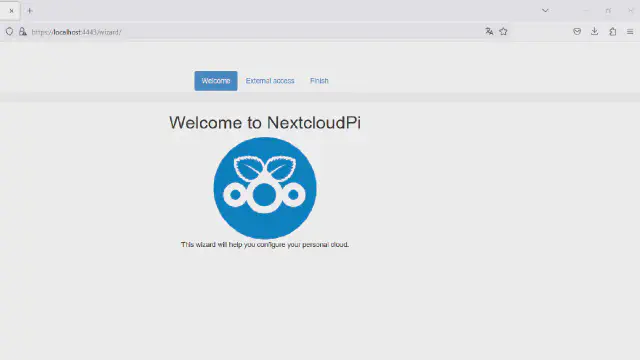 https://localhost:4443/wizard/
Welcome
External access
Finish
Welcome to NextcloudPi
This wizard will help you configure your personal cloud.